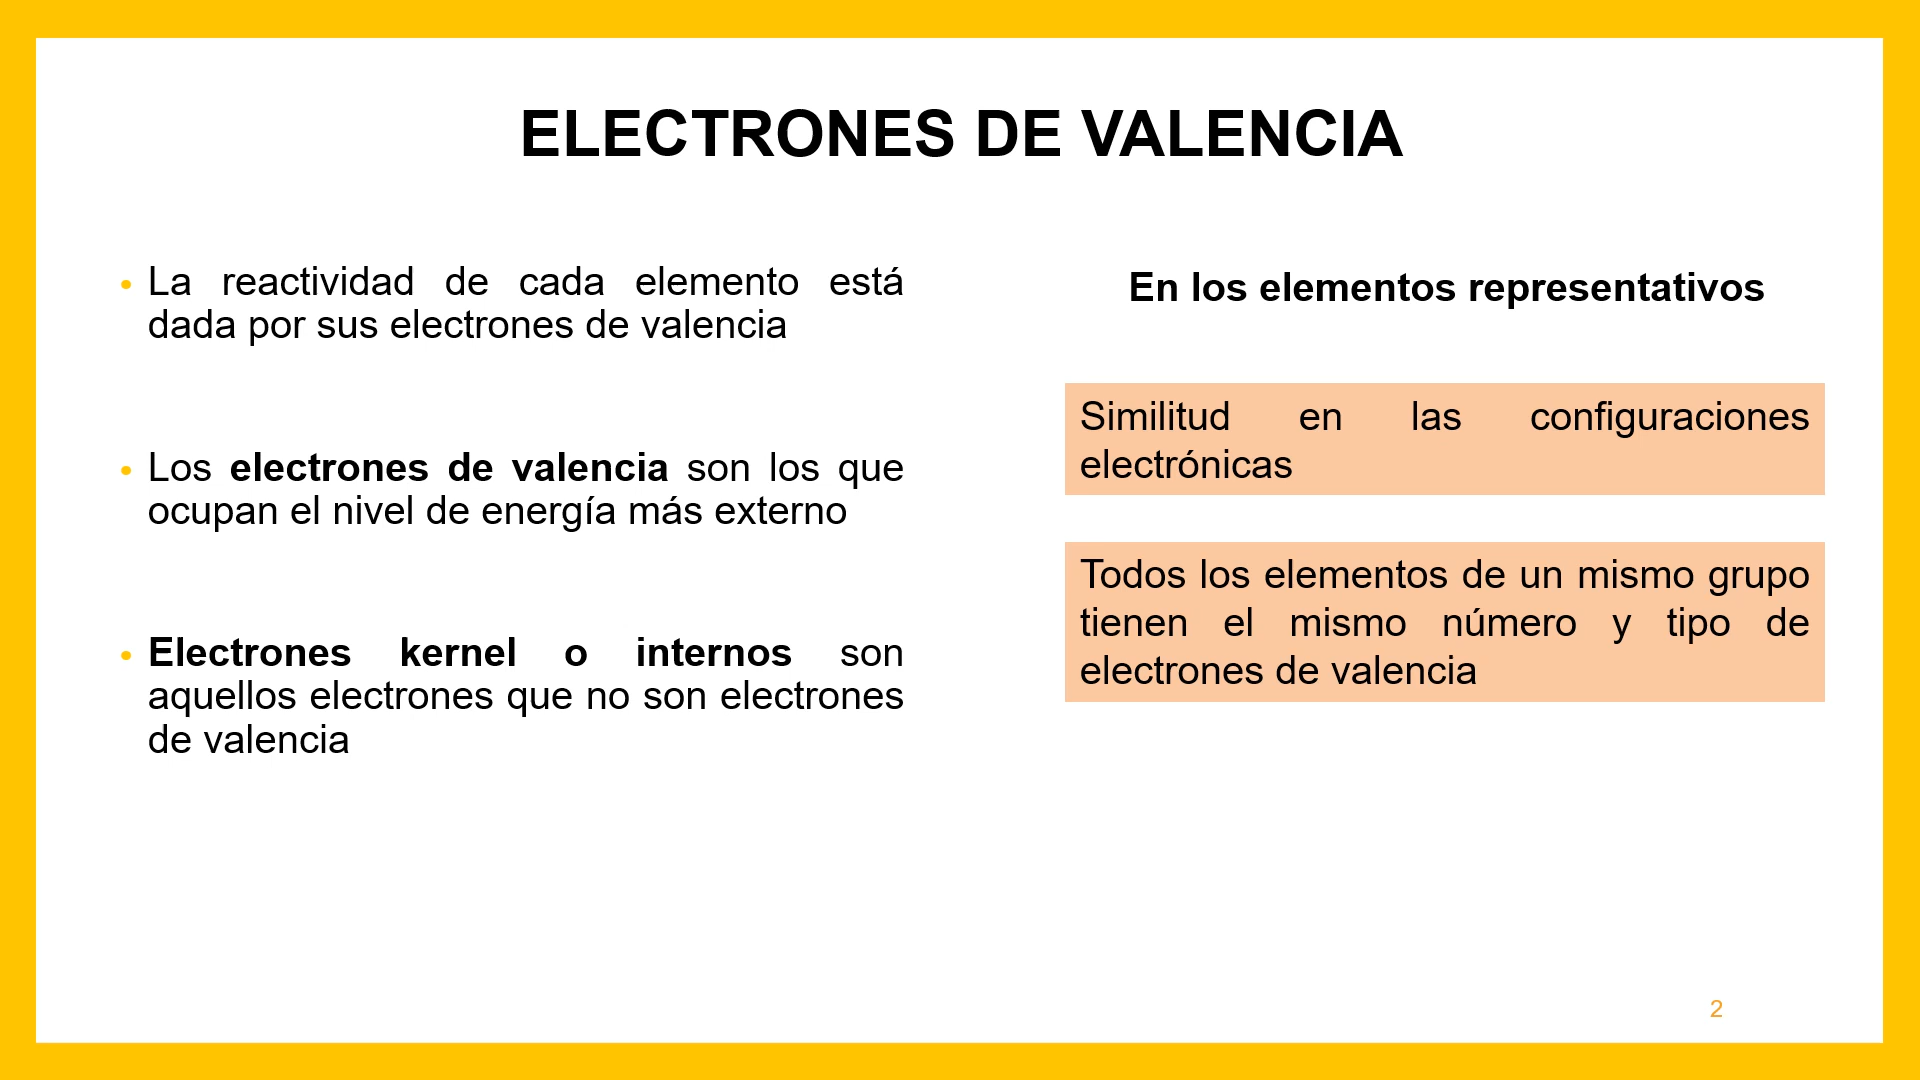 ELECTRONES DE VALENCIA
• La reactividad de cada elemento está
dada por sus electrones de valencia
• Los electrones de valencia son los que
ocupan el nivel de energía más externo
• Electrones kernel o internos son
aquellos electrones que no son electrones
de valencia
En los elementos representativos
Similitud en las configuraciones
electrónicas
Todos los elementos de un mismo grupo
tienen el mismo número y tipo de
electrones de valencia
2